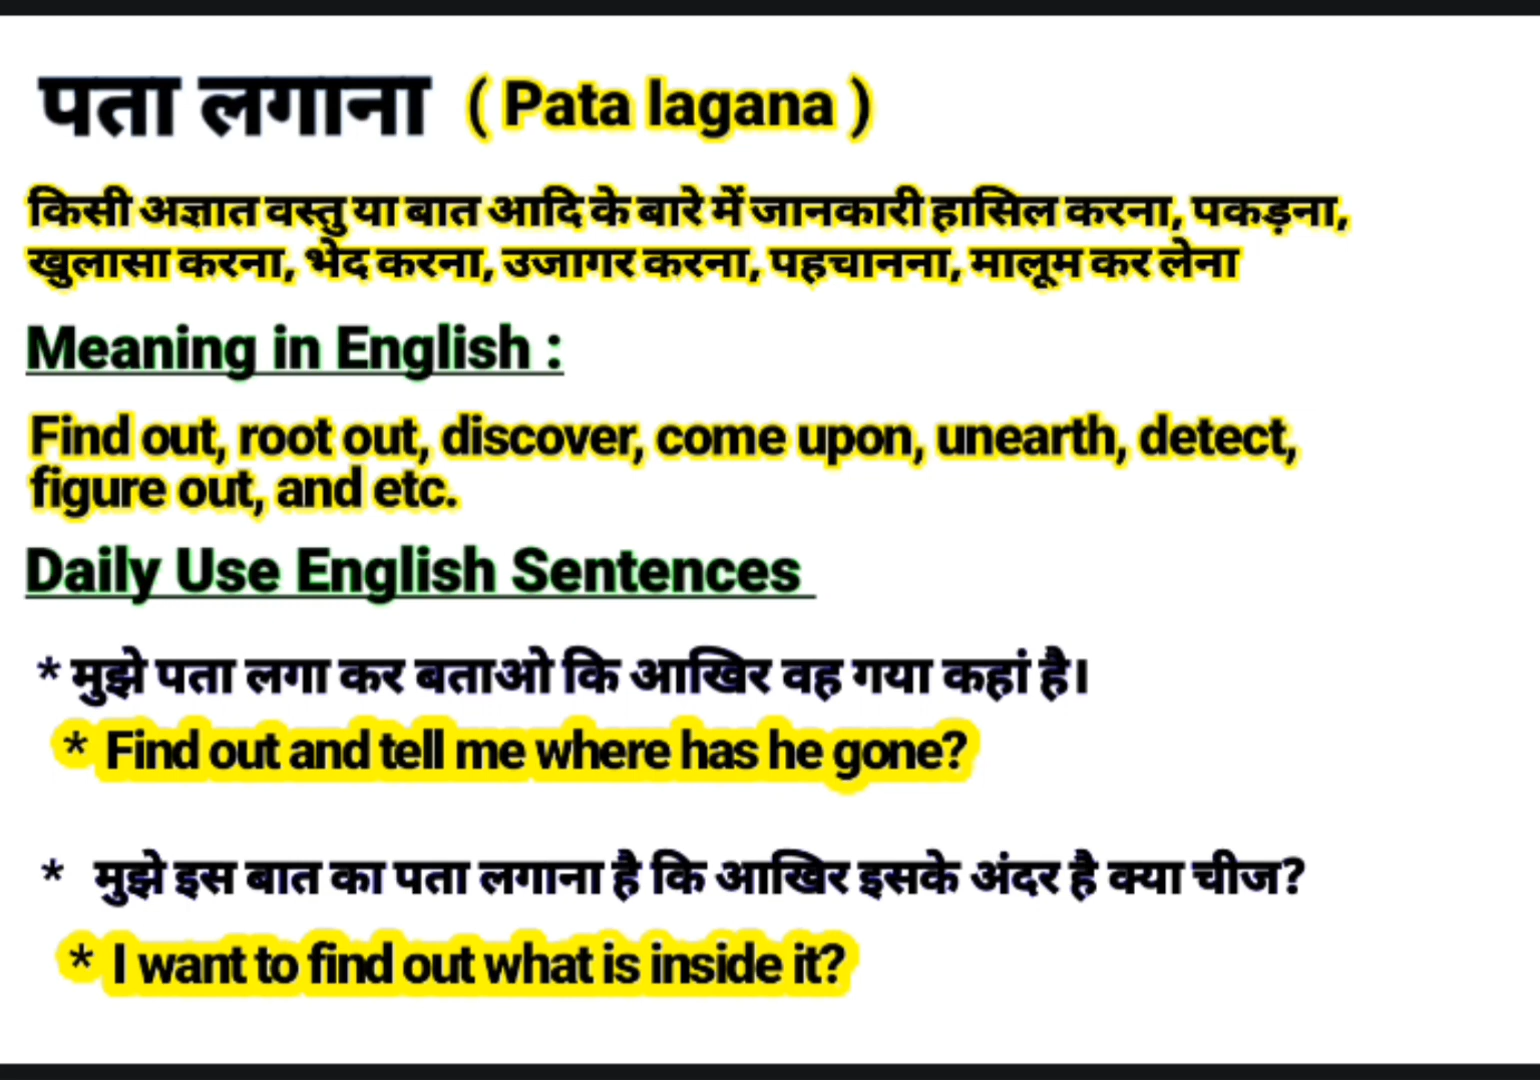 पता लगाना ( Pata lagana )
किसी अज्ञात वस्तु या बात आदि के बारे में जानकारी हासिल करना, पकड़ना,
खुलासा करना, भेद करना, उजागर करना, पहचानना, मालूम कर लेना
Meaning in English :
Find out, root out, discover, come upon, unearth, detect,
figure out, and etc.
Daily Use English Sentences
* मुझे पता लगा कर बताओ कि आखिर वह गया कहां है।
* Find out and tell me where has he gone?
* मुझे इस बात का पता लगाना है कि आखिर इसके अंदर है क्या चीज?
* I want to find out what is inside it?